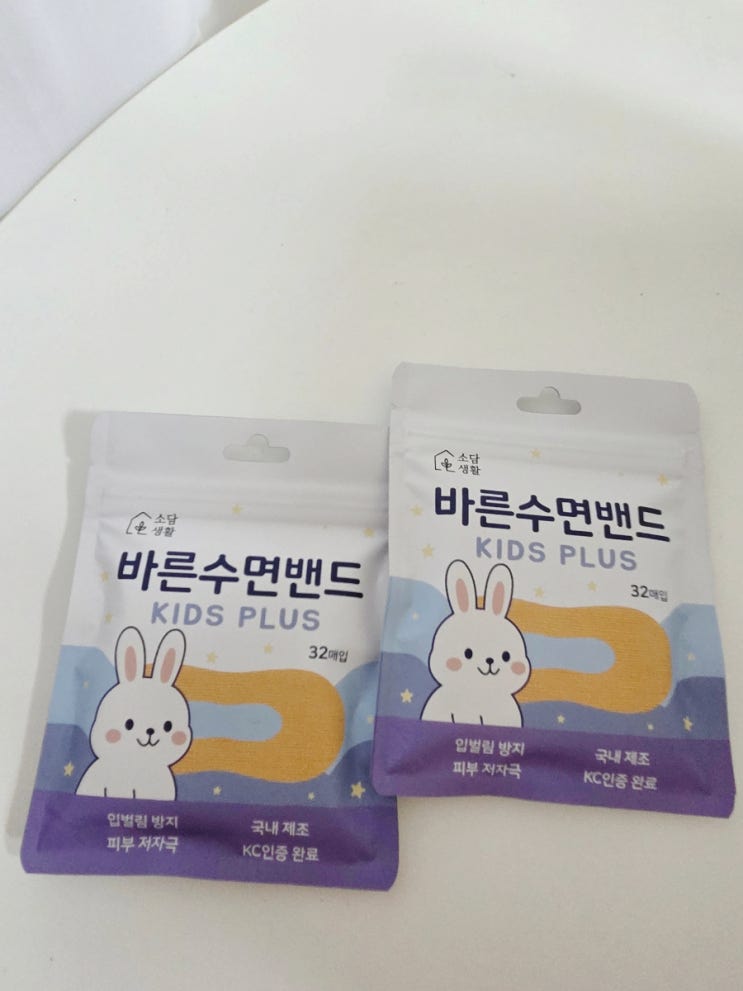 소담
생활
바른수면밴드
KIDS PLUS
32매입
입벌림 방지
피부 저자극
국내 제조
KC인증 완료
소담
생활
바른수면밴드
KIDS PLUS
32매입
입벌림 방지
피부 저자극
국내 제조
KC인증 완료